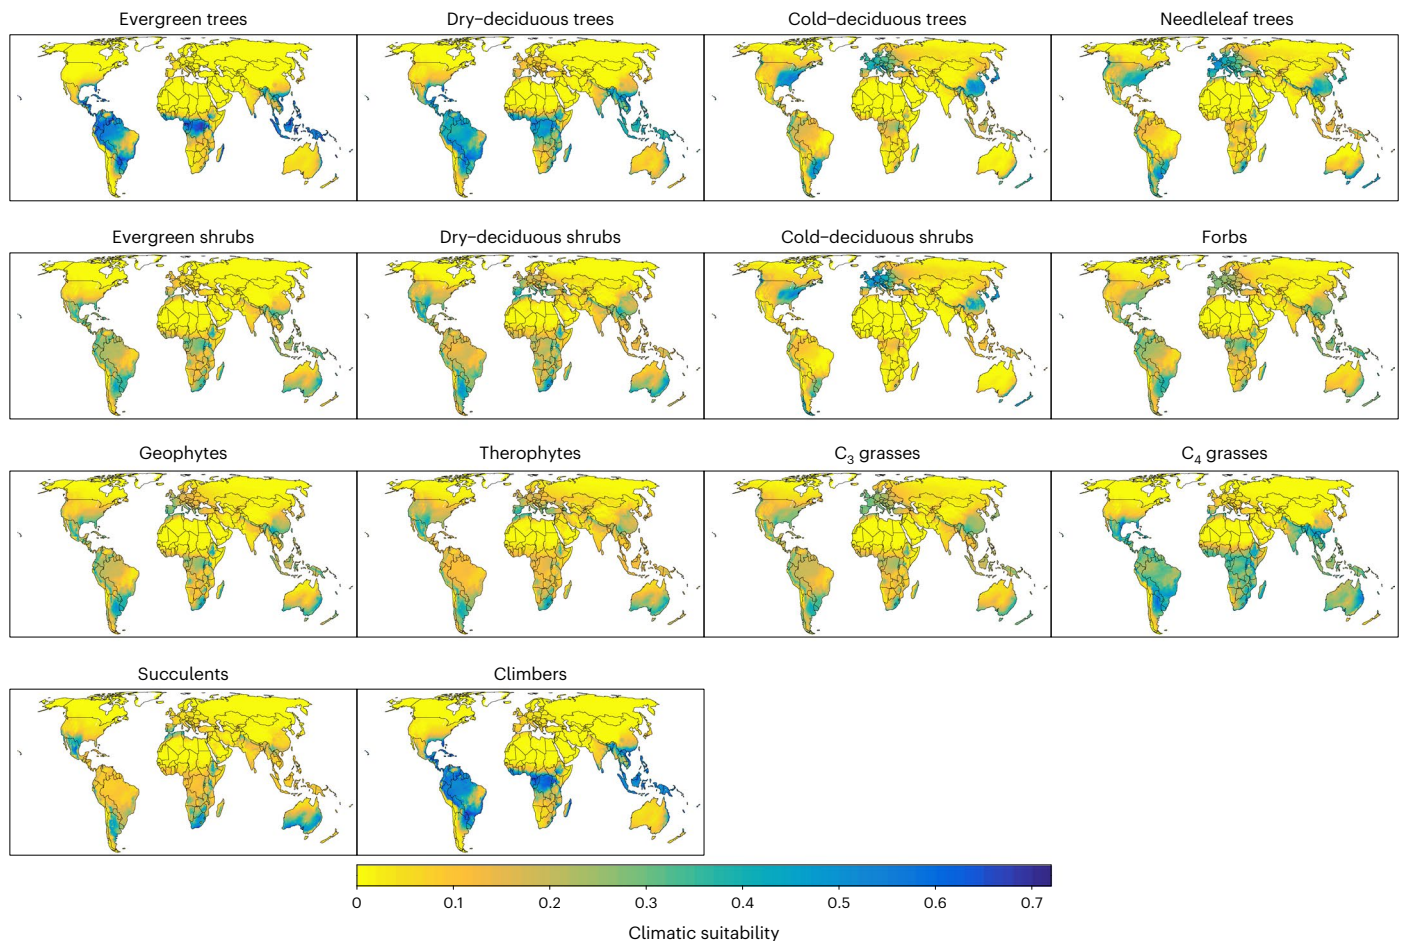 Evergreen trees
Dry–deciduous trees
Cold–deciduous trees
Needleleaf trees
Evergreen shrubs
Dry–deciduous shrubs
Cold–deciduous shrubs
Forbs
Geophytes
Therophytes
C3 grasses
C4 grasses
Succulents
Climbers
0 0.1 0.2 0.3 0.4 0.5 0.6 0.7
Climatic suitability